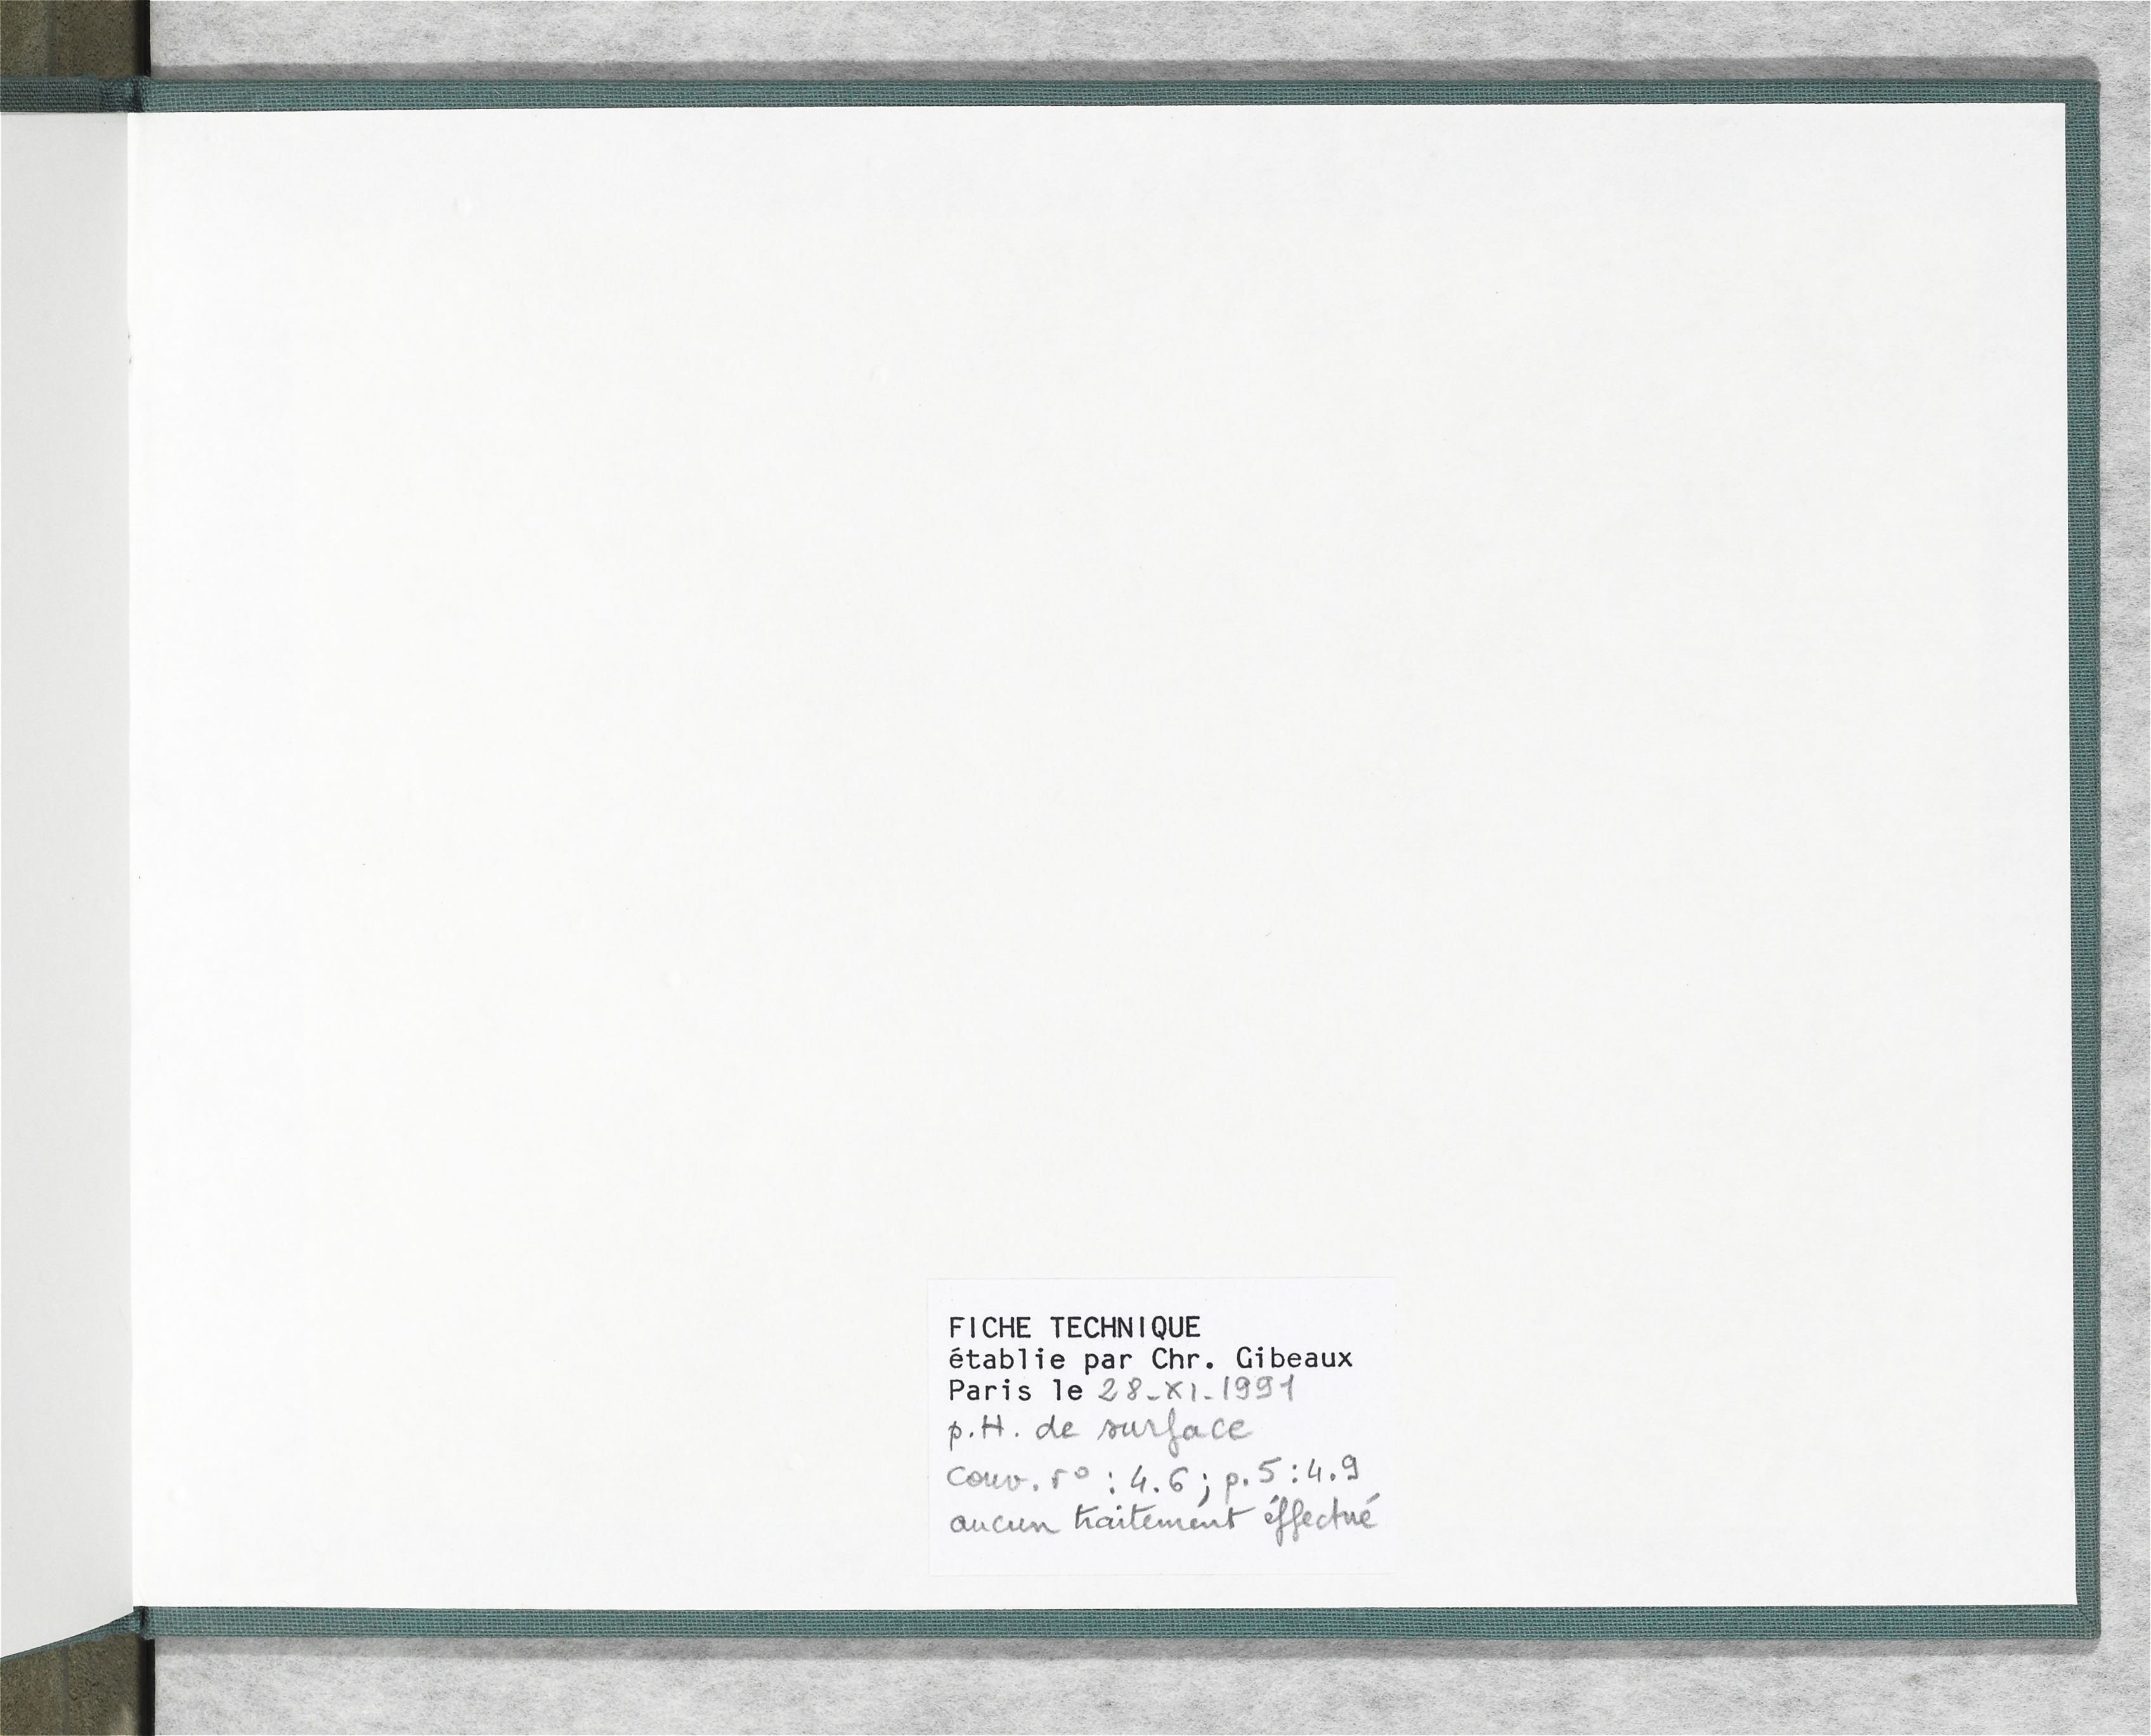 FICHE TECHNIQUE
établie par Chr. Gibeaux
Paris le 28-XI-1991
p.H. de surface
Couv. r° : 4.6 ; p.5 : 4.9
aucun traitement éffectué